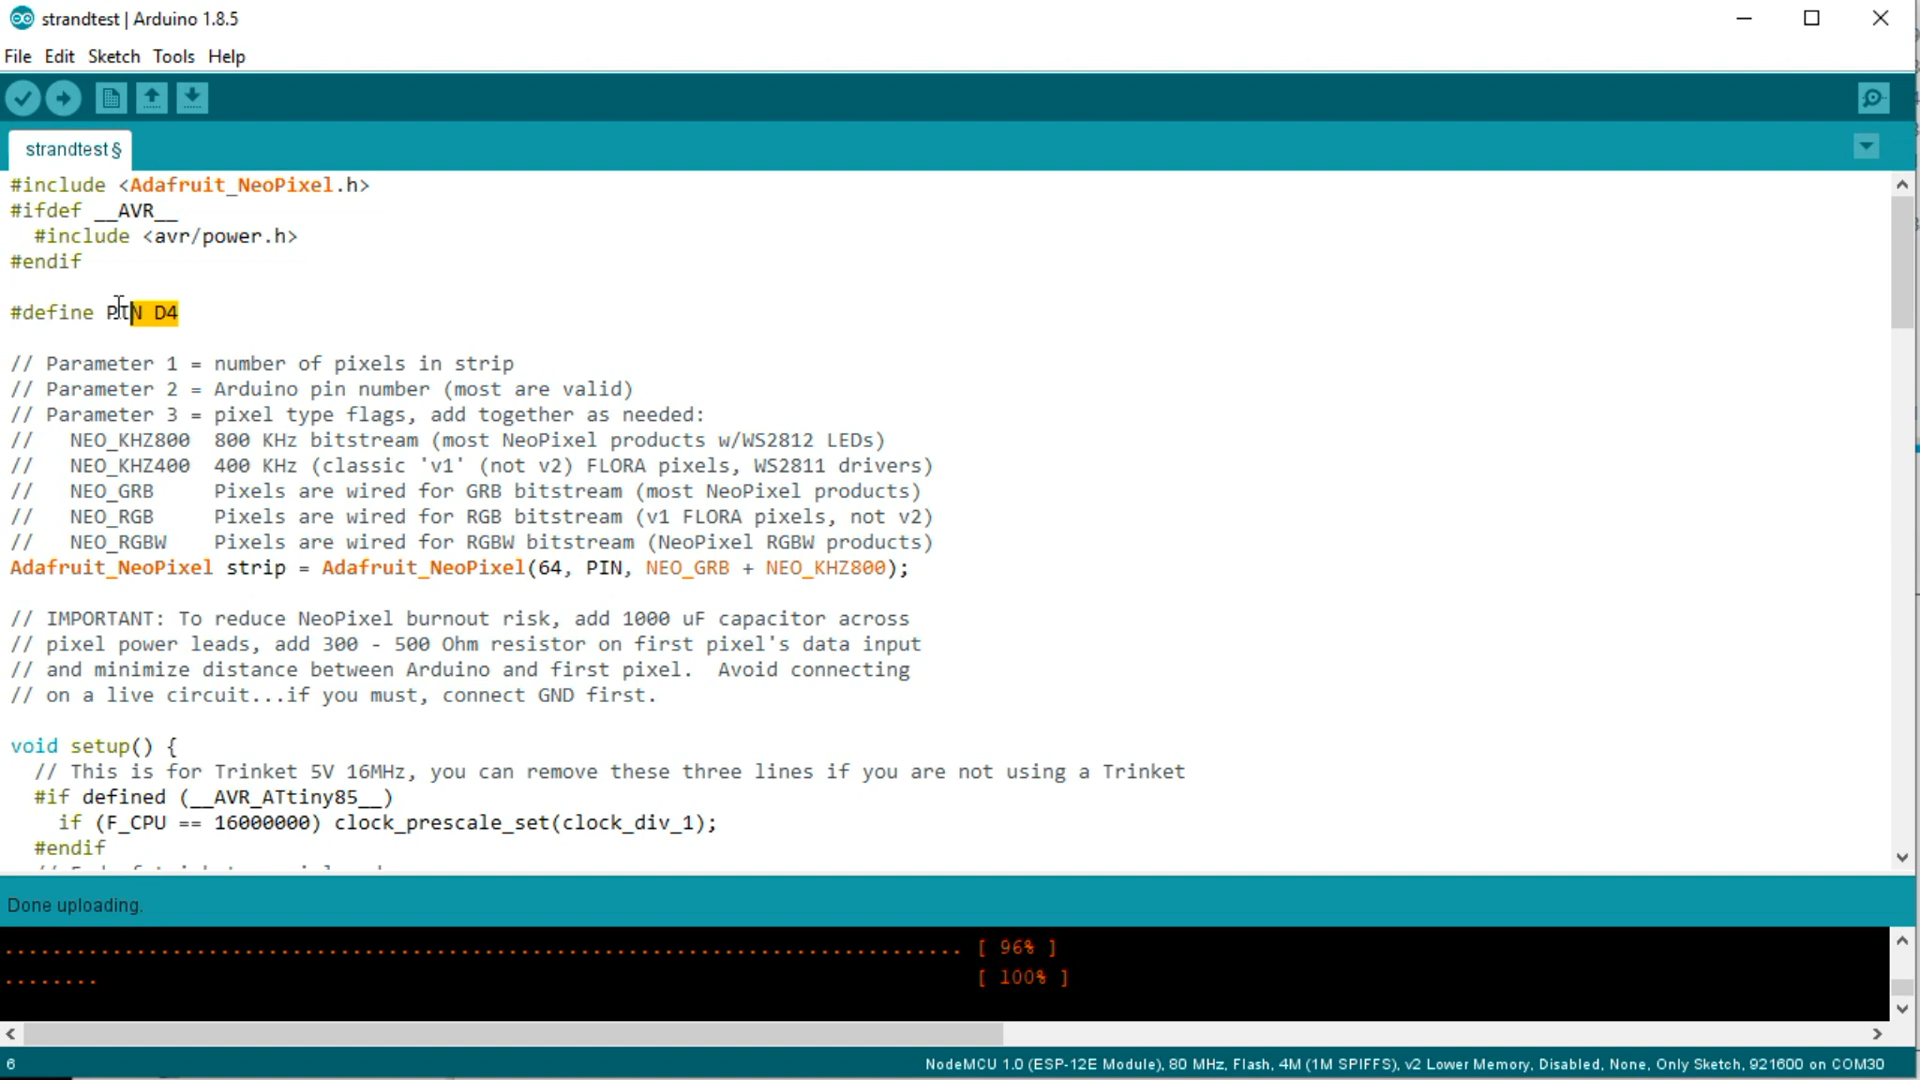 strandtest | Arduino 1.8.5
File Edit Sketch Tools Help
strandtest§
#include <Adafruit_NeoPixel.h>
#ifdef __AVR__
  #include <avr/power.h>
#endif
#define PIN D4
// Parameter 1 = number of pixels in strip
// Parameter 2 = Arduino pin number (most are valid)
// Parameter 3 = pixel type flags, add together as needed:
//   NEO_KHZ800  800 KHz bitstream (most NeoPixel products w/WS2812 LEDs)
//   NEO_KHZ400  400 KHz (classic 'v1' (not v2) FLORA pixels, WS2811 drivers)
//   NEO_GRB     Pixels are wired for GRB bitstream (most NeoPixel products)
//   NEO_RGB     Pixels are wired for RGB bitstream (v1 FLORA pixels, not v2)
//   NEO_RGBW    Pixels are wired for RGBW bitstream (NeoPixel RGBW products)
Adafruit_NeoPixel strip = Adafruit_NeoPixel(64, PIN, NEO_GRB + NEO_KHZ800);
// IMPORTANT: To reduce NeoPixel burnout risk, add 1000 uF capacitor across
// pixel power leads, add 300 - 500 Ohm resistor on first pixel's data input
// and minimize distance between Arduino and first pixel.  Avoid connecting
// on a live circuit...if you must, connect GND first.
void setup() {
  // This is for Trinket 5V 16MHz, you can remove these three lines if you are not using a Trinket
  #if defined (__AVR_ATtiny85__)
    if (F_CPU == 16000000) clock_prescale_set(clock_div_1);
  #endif
Done uploading.
................................................................................ [ 96% ]
........ [ 100% ]
6 NodeMCU 1.0 (ESP-12E Module), 80 MHz, Flash, 4M (1M SPIFFS), v2 Lower Memory, Disabled, None, Only Sketch, 921600 on COM30